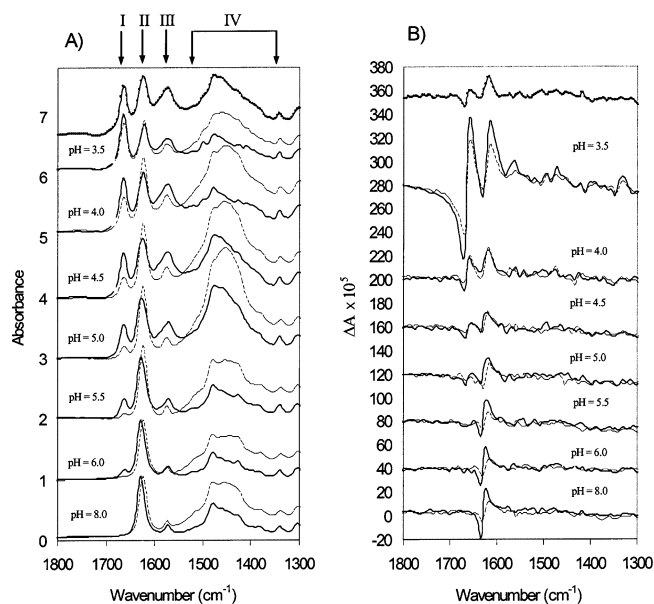 I II III IV
A)
7
6
5
4
3
2
1
0
pH = 3.5
pH = 4.0
pH = 4.5
pH = 5.0
pH = 5.5
pH = 6.0
pH = 8.0
Absorbance
1800 1700 1600 1500 1400 1300
Wavenumber (cm-1)
B)
380
360
340
320
300
280
260
240
220
200
180
160
140
120
100
80
60
40
20
0
-20
pH = 3.5
pH = 4.0
pH = 4.5
pH = 5.0
pH = 5.5
pH = 6.0
pH = 8.0
ΔA x 10⁵
1800 1700 1600 1500 1400 1300
Wavenumber (cm⁻¹)